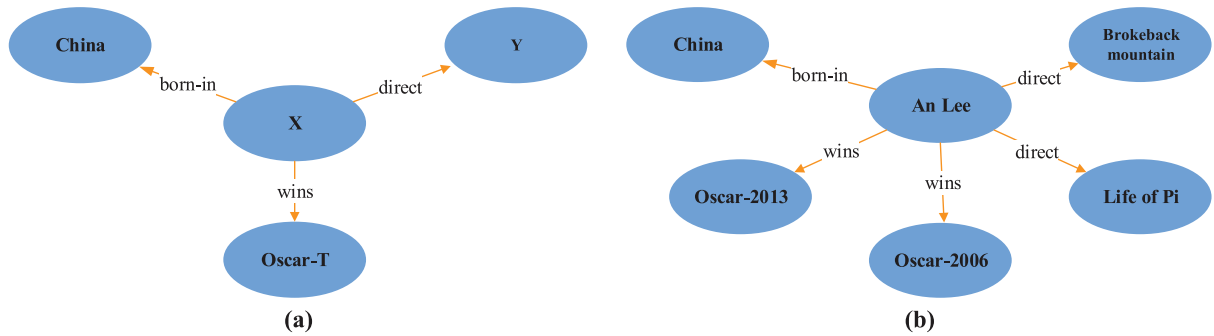 China
Y
born-in
direct
X
wins
Oscar-T
(a)
China
Brokeback
mountain
born-in
direct
An Lee
wins
direct
wins
Oscar-2013
Life of Pi
Oscar-2006
(b)